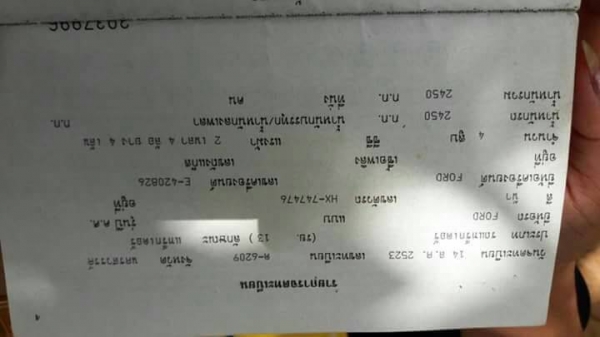 4
รายการจดทะเบียน
วันจดทะเบียน 14 ส.ค. 2523 เลขทะเบียน ต-6209 จังหวัด นครสวรรค์
ประเภท รถแทร็กเตอร์ (รย. 13 ) ลักษณะ แทร็กเตอร์
ยี่ห้อรถ FORD แบบ รุ่นปี ค.ศ.
สี ฟ้า เลขตัวรถ HX-747476 อยู่ที่
ยี่ห้อเครื่องยนต์ FORD เลขเครื่องยนต์ E-420826
อยู่ที่ เชื้อเพลิง เลขถังแก๊ส
จำนวน 4 สูบ ซีซี แรงม้า 2 เพลา 4 ล้อ ยาง 4 เส้น
น้ำหนักรถ 2450 ก.ก. น้ำหนักบรรทุก/น้ำหนักลงเพลา ก.ก.
น้ำหนักรวม 2450 ก.ก. ที่นั่ง คน